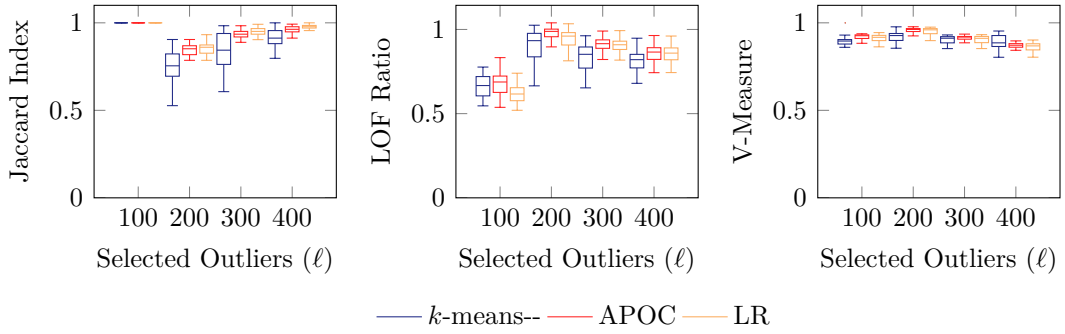 Jaccard Index
1
0.5
0
100 200 300 400
Selected Outliers (ℓ)
LOF Ratio
1
0.5
0
100 200 300 400
Selected Outliers (ℓ)
V-Measure
1
0.5
0
100 200 300 400
Selected Outliers (ℓ)
k-means-- APOC LR